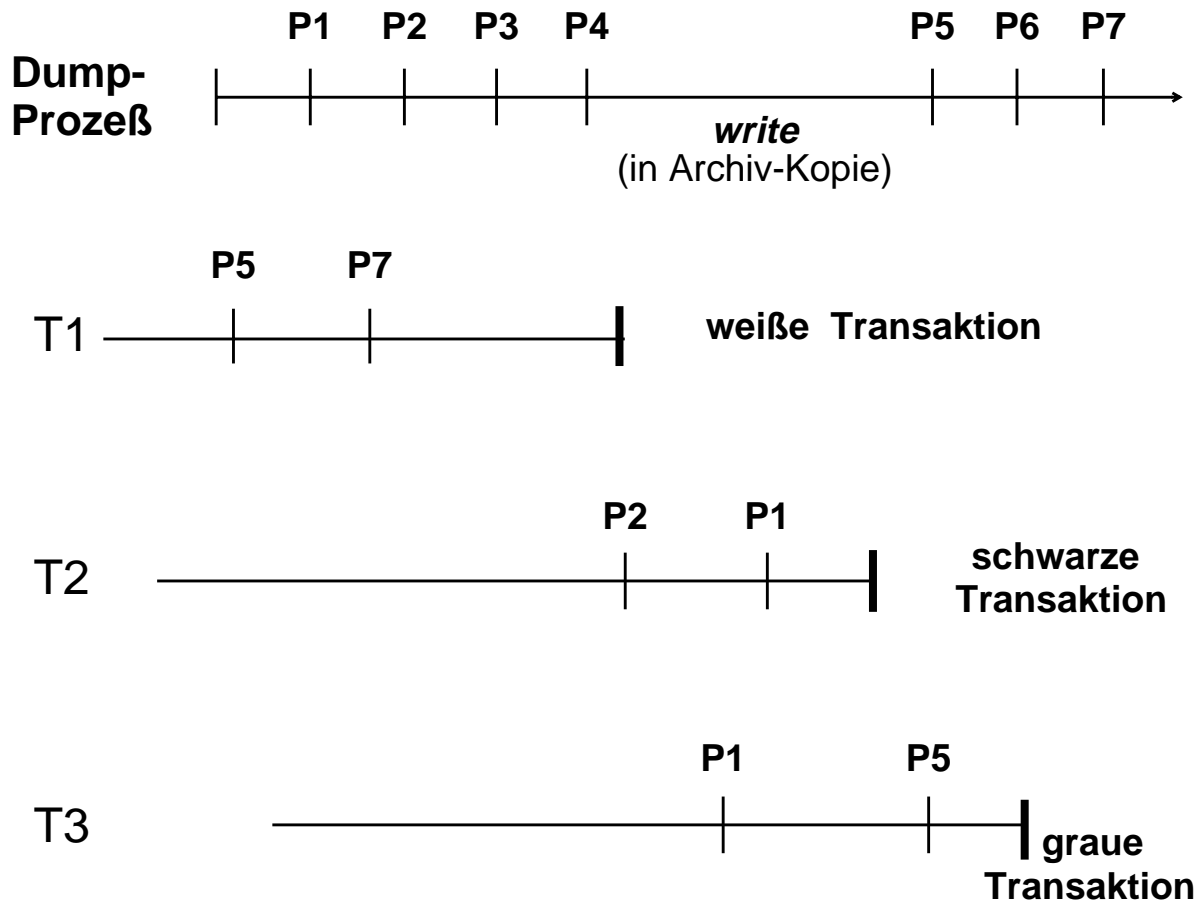 P1 P2 P3 P4 P5 P6 P7
Dump-
Prozeß
write
(in Archiv-Kopie)
P5 P7
T1
weiße Transaktion
P2 P1
T2
schwarze
Transaktion
P1 P5
T3
graue
Transaktion